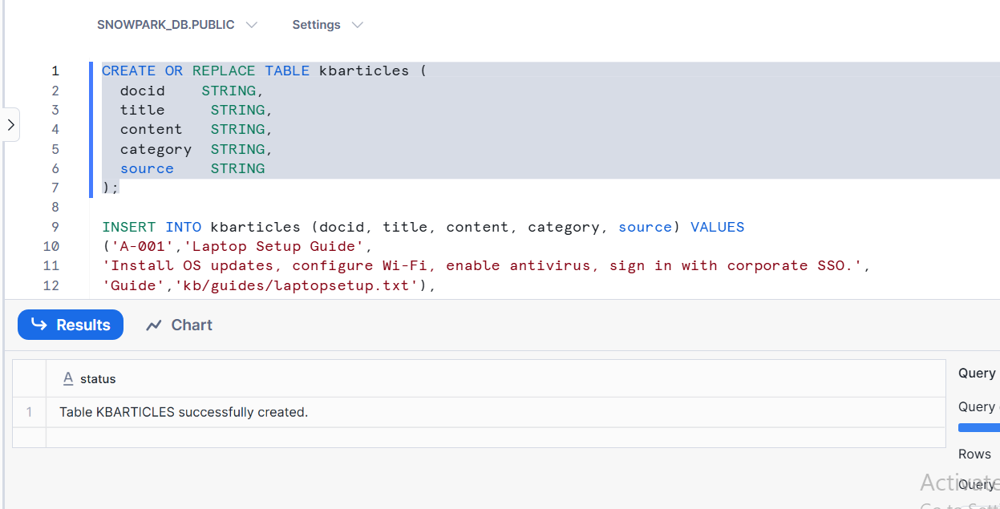 SNOWPARK_DB.PUBLIC Settings
1 CREATE OR REPLACE TABLE kbarticles (
2 docid STRING,
3 title STRING,
4 content STRING,
5 category STRING,
6 source STRING
7 );
8
9 INSERT INTO kbarticles (docid, title, content, category, source) VALUES
10 ('A-001','Laptop Setup Guide',
11 'Install OS updates, configure Wi-Fi, enable antivirus, sign in with corporate SSO.',
12 'Guide','kb/guides/laptopsetup.txt'),
Results Chart
A status
Query
1 Table KBARTICLES successfully created.
Query
Rows
Activate
Query
Go to